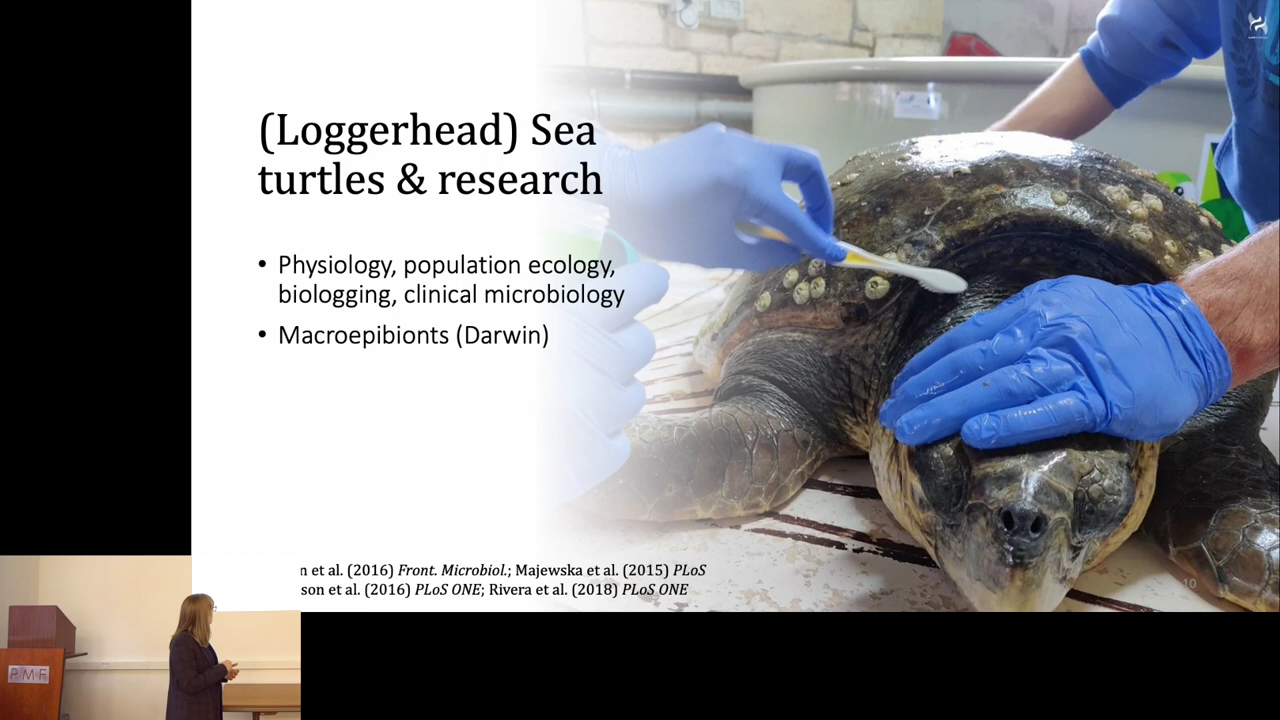 (Loggerhead) Sea
turtles & research
• Physiology, population ecology,
biologging, clinical microbiology
• Macroepibionts (Darwin)
n et al. (2016) Front. Microbiol.; Majewska et al. (2015) PLoS
son et al. (2016) PLoS ONE; Rivera et al. (2018) PLoS ONE
10
PMF